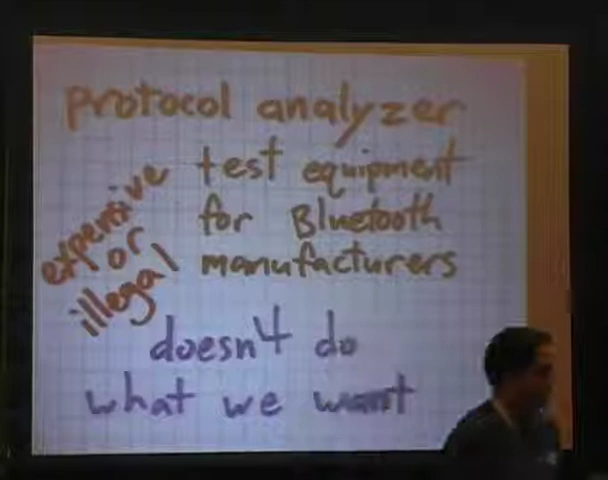 protocol analyzer
test equipment
for Bluetooth
manufacturers
expensive
or
illegal
doesn't do
what we want